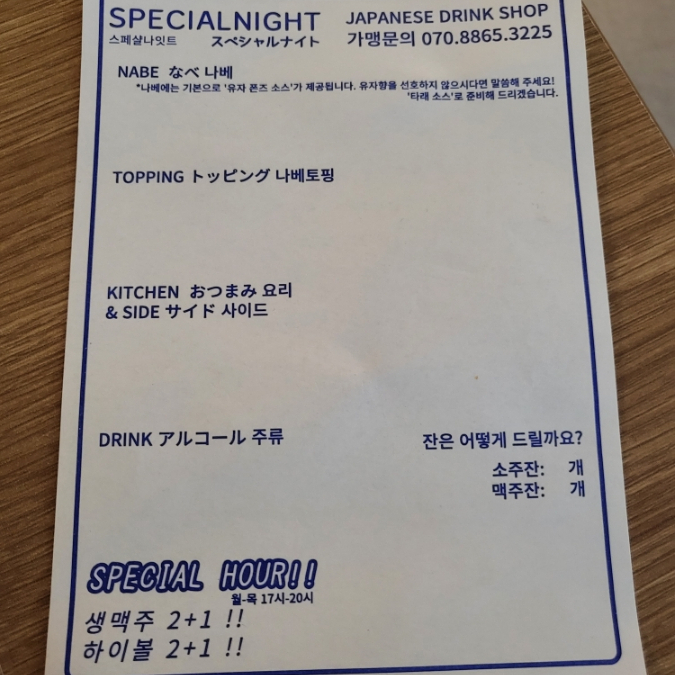 SPECIALNIGHT JAPANESE DRINK SHOP
스페샬나잇트 スペシャルナイト 가맹문의 070.8865.3225
NABE なべ 나베
*나베에는 기본으로 '유자 폰즈 소스'가 제공됩니다. 유자향을 선호하지 않으시다면 말씀해 주세요!
'타래 소스'로 준비해 드리겠습니다.
TOPPING トッピング 나베토핑
KITCHEN おつまみ 요리
& SIDE サイド 사이드
DRINK アルコール 주류 잔은 어떻게 드릴까요?
소주잔: 개
맥주잔: 개
SPECIAL HOUR!!
월-목 17시-20시
생맥주 2+1 !!
하이볼 2+1 !!